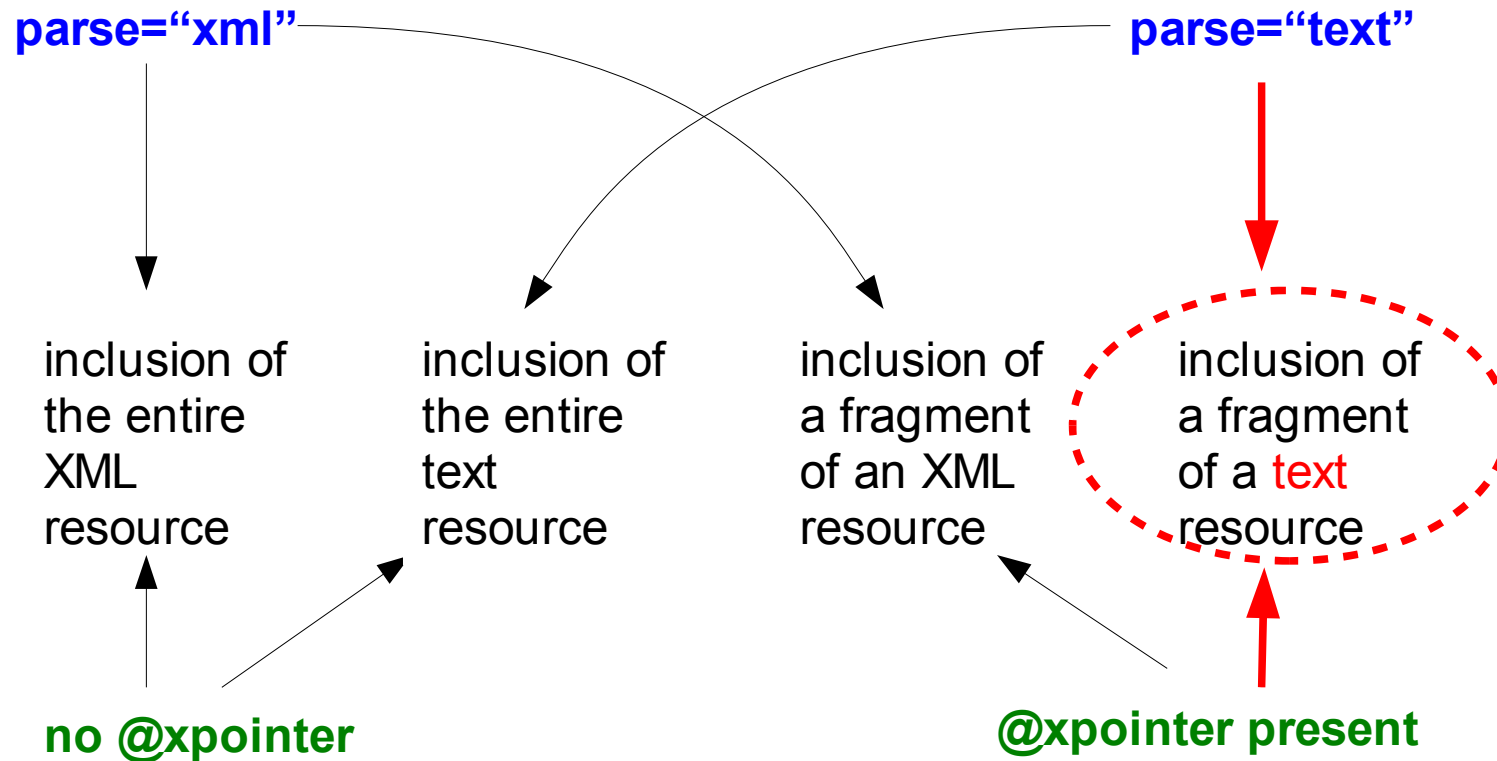 parse=“xml”
parse=“text”
inclusion of
the entire
XML
resource
inclusion of
the entire
text
resource
inclusion of
a fragment
of an XML
resource
inclusion of
a fragment
of a text
resource
no @xpointer
@xpointer present